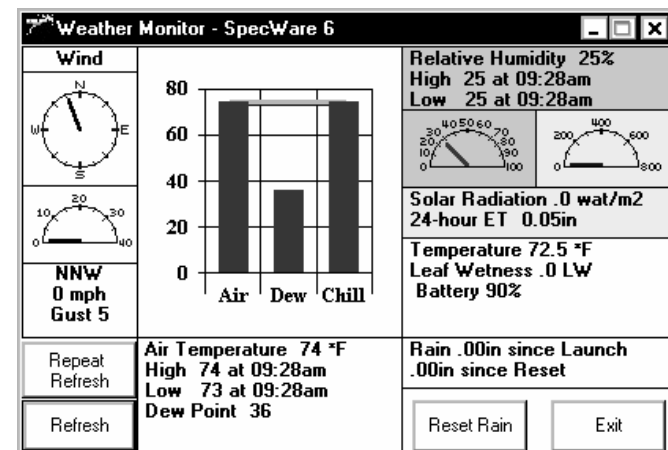 Weather Monitor - SpecWare 6
Wind
N
W E
S
10 20 30
0 40
NNW
0 mph
Gust 5
Repeat
Refresh
Refresh
80
60
40
20
0
Air Dew Chill
Air Temperature 74 *F
High 74 at 09:28am
Low 73 at 09:28am
Dew Point 36
Relative Humidity 25%
High 25 at 09:28am
Low 25 at 09:28am
0 10 20 30 40 50 60 70 80 90 100
0 200 400 600 800
Solar Radiation .0 wat/m2
24-hour ET 0.05in
Temperature 72.5 *F
Leaf Wetness .0 LW
Battery 90%
Rain .00in since Launch
.00in since Reset
Reset Rain
Exit